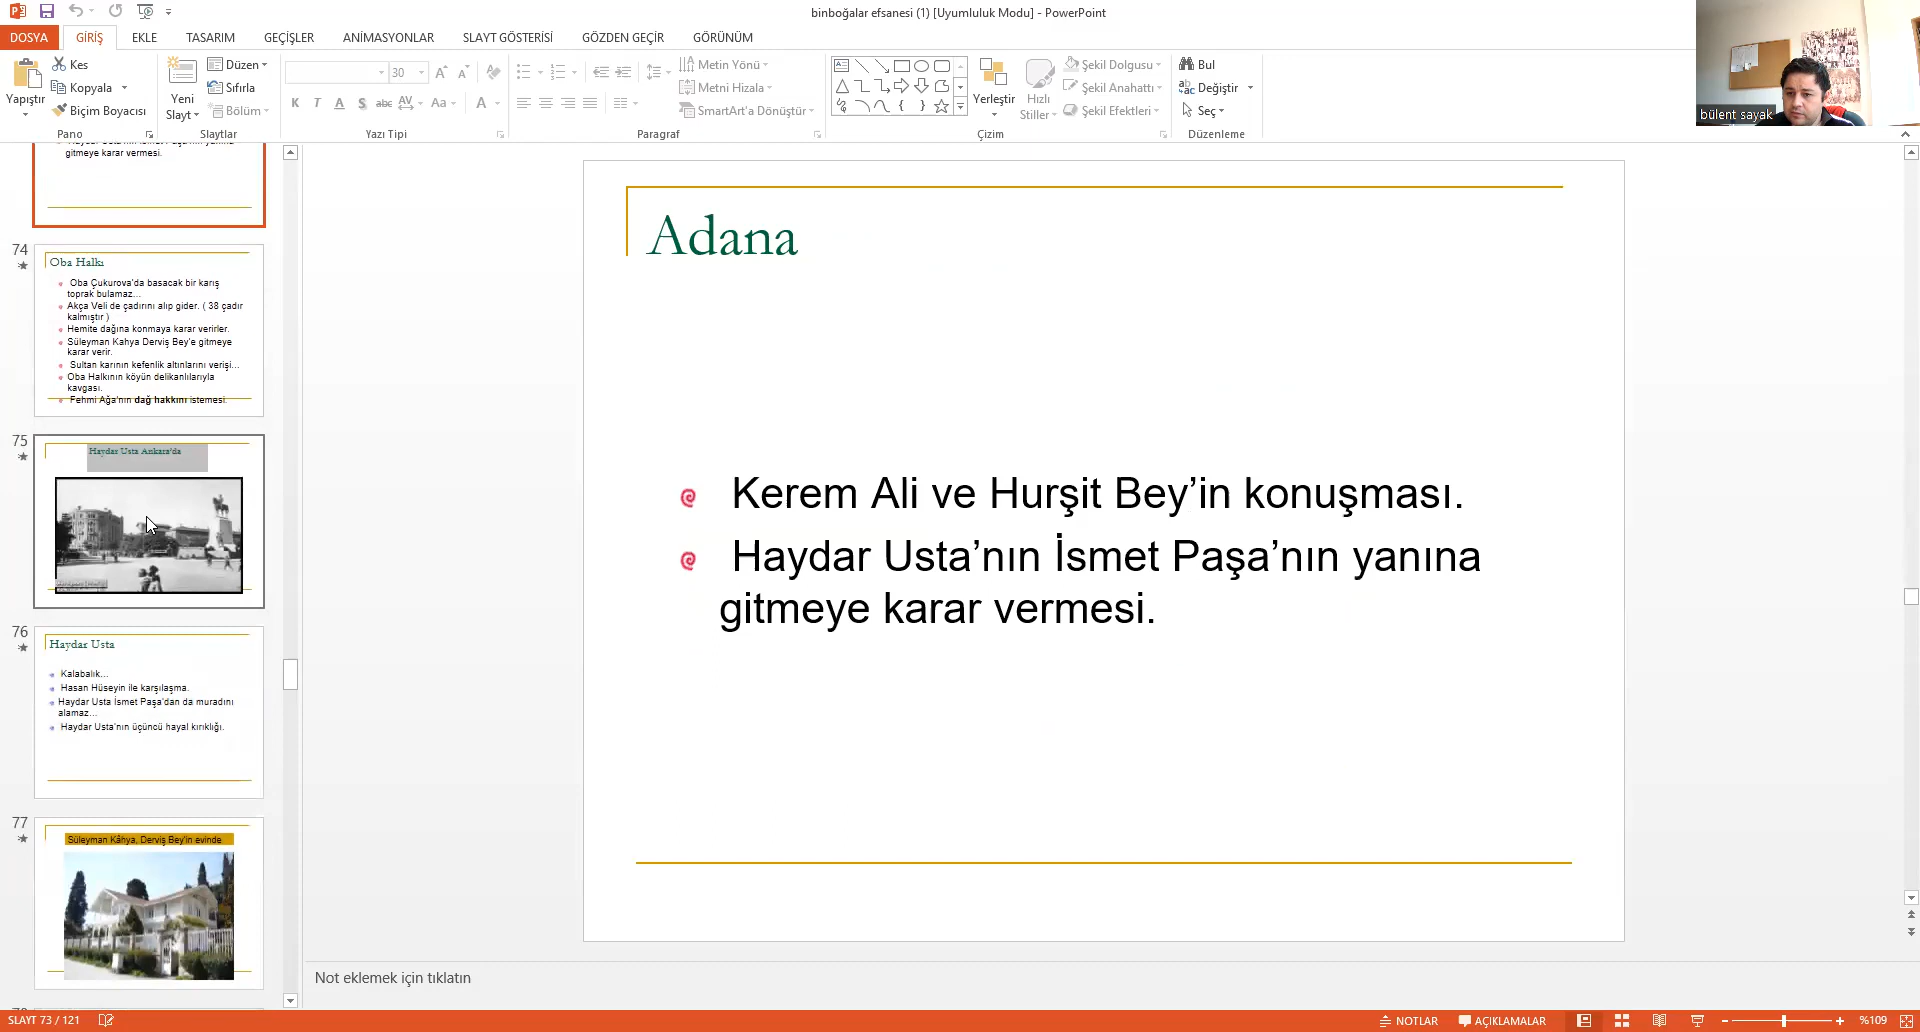 binboğalar efsanesi (1) [Uyumluluk Modu] - PowerPoint
DOSYA GİRİŞ EKLE TASARIM GEÇİŞLER ANİMASYONLAR SLAYT GÖSTERİSİ GÖZDEN GEÇİR GÖRÜNÜM
Yapıştır
Kes
Kopyala
Biçim Boyacısı
Pano
Yeni
Slayt
Düzen
Sıfırla
Bölüm
Slaytlar
30
K T A S abc AV Aa A
Yazı Tipi
Metin Yönü
Metni Hizala
SmartArt'a Dönüştür
Paragraf
Yerleştir
Hızlı
Stiller
Şekil Dolgusu
Şekil Anahattı
Şekil Efektleri
Çizim
Bul
Değiştir
Seç
Düzenleme
bülent sayak
gitmeye karar vermesi.
74
Oba Halkı
Oba Çukurova'da basacak bir karış
toprak bulamaz...
Akça Veli de çadırını alıp gider. ( 38 çadır
kalmıştır )
Hemite dağına konmaya karar verirler.
Süleyman Kahya Derviş Bey'e gitmeye
karar verir.
Sultan karının kefenlik altınlarını verişi...
Oba Halkının köyün delikanlılarıyla
kavgası.
Fehmi Ağa'nın dağ hakkını istemesi.
75
Haydar Usta Ankara'da
76
Haydar Usta
Kalabalık...
Hasan Hüseyin ile karşılaşma.
Haydar Usta İsmet Paşa'dan da muradını
alamaz...
Haydar Usta'nın üçüncü hayal kırıklığı.
77
Süleyman Kâhya, Derviş Bey'in evinde
Adana
Kerem Ali ve Hurşit Bey'in konuşması.
Haydar Usta'nın İsmet Paşa'nın yanına
gitmeye karar vermesi.
Not eklemek için tıklatın
SLAYT 73 / 121
NOTLAR AÇIKLAMALAR %109